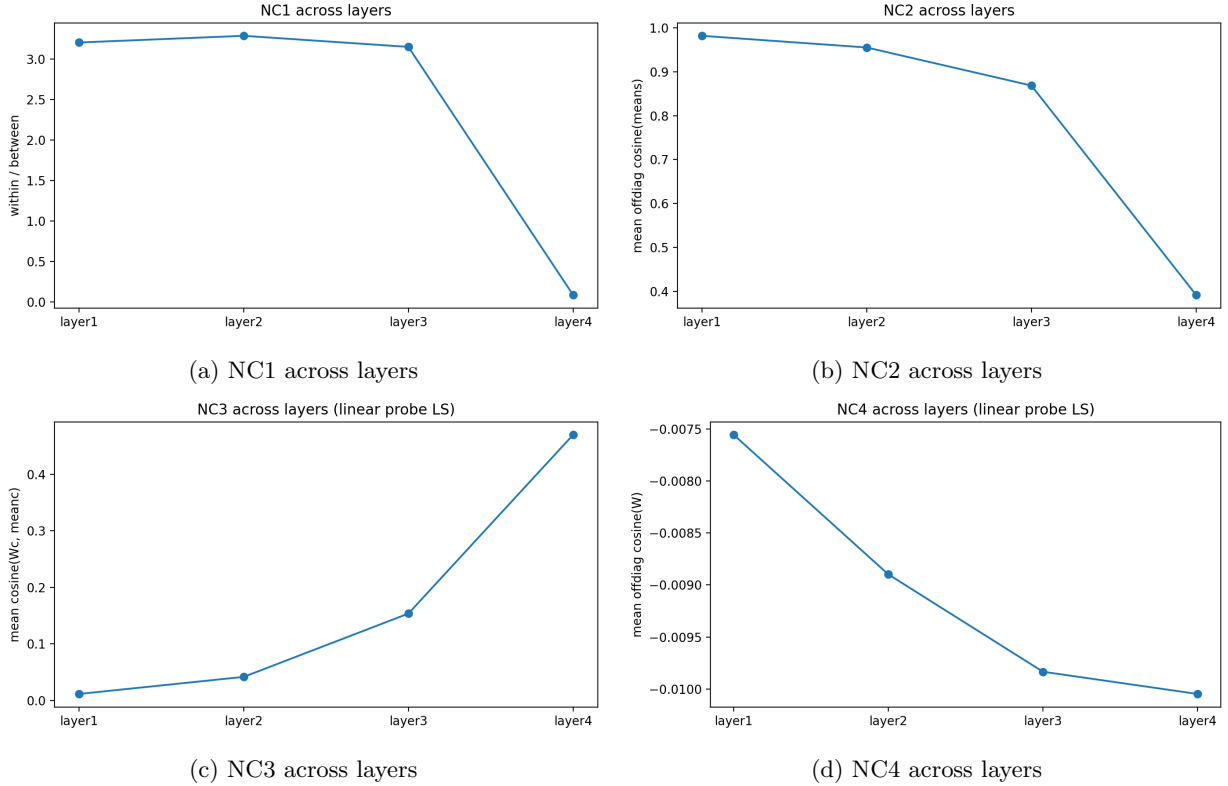 NC1 across layers
within / between
3.0
2.5
2.0
1.5
1.0
0.5
0.0
layer1 layer2 layer3 layer4
(a) NC1 across layers
NC2 across layers
mean offdiag cosine(means)
1.0
0.9
0.8
0.7
0.6
0.5
0.4
layer1 layer2 layer3 layer4
(b) NC2 across layers
NC3 across layers (linear probe LS)
mean cosine(Wc, meanc)
0.4
0.3
0.2
0.1
0.0
layer1 layer2 layer3 layer4
(c) NC3 across layers
NC4 across layers (linear probe LS)
mean offdiag cosine(W)
−0.0075
−0.0080
−0.0085
−0.0090
−0.0095
−0.0100
layer1 layer2 layer3 layer4
(d) NC4 across layers